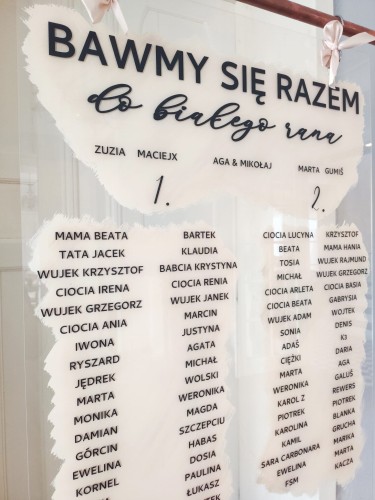 BAWMY SIĘ RAZEM
do białego rana
ZUZIA MACIEJX
AGA & MIKOŁAJ
MARTA GUMIŚ
1.
2.
MAMA BEATA
TATA JACEK
WUJEK KRZYSZTOF
CIOCIA IRENA
WUJEK GRZEGORZ
CIOCIA ANIA
IWONA
RYSZARD
JĘDREK
MARTA
MONIKA
DAMIAN
GÓRCIN
EWELINA
KORNEL
BARTEK
KLAUDIA
BABCIA KRYSTYNA
CIOCIA RENIA
WUJEK JANEK
MARCIN
JUSTYNA
AGATA
MICHAŁ
WOLSKI
WERONIKA
MAGDA
SZCZEPCIU
HABAS
DOSIA
PAULINA
ŁUKASZ
CIOCIA LUCYNA
BEATA
TOSIA
MICHAŁ
CIOCIA ARLETA
CIOCIA BEATA
WUJEK ADAM
SONIA
ADAŚ
CIĘŻKI
MARTA
WERONIKA
KAROL Z
PIOTREK
KAROLINA
KAMIL
SARA CARBONARA
EWELINA
FSM
KRZYSZTOF
MAMA HANIA
WUJEK RAJMUND
WUJEK GRZEGORZ
CIOCIA BASIA
GABRYSIA
WOJTEK
DENIS
K3
DARIA
AGA
GALUŚ
REWERS
PIOTREK
BLANKA
GRUCHA
MARIKA
MARTA
KACZA